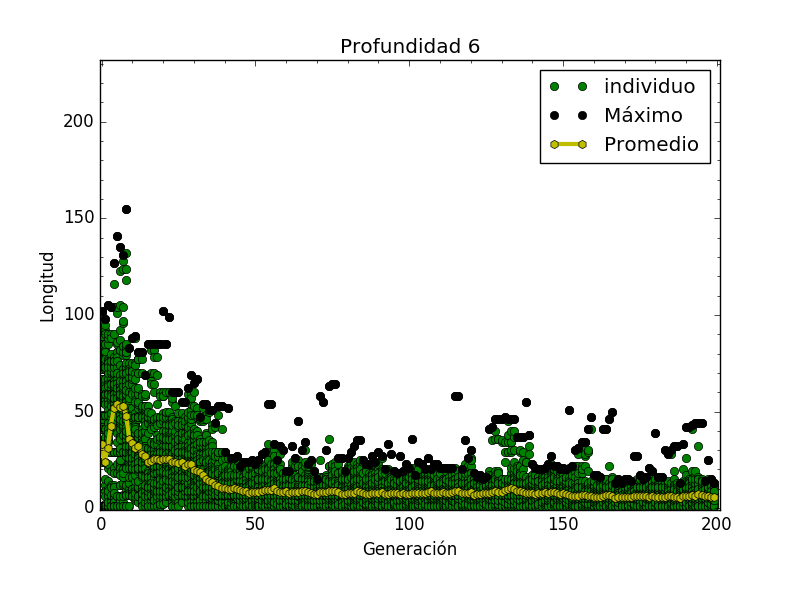 Profundidad 6
individuo
Máximo
Promedio
Longitud
200
150
100
50
0
0 50 100 150 200
Generación